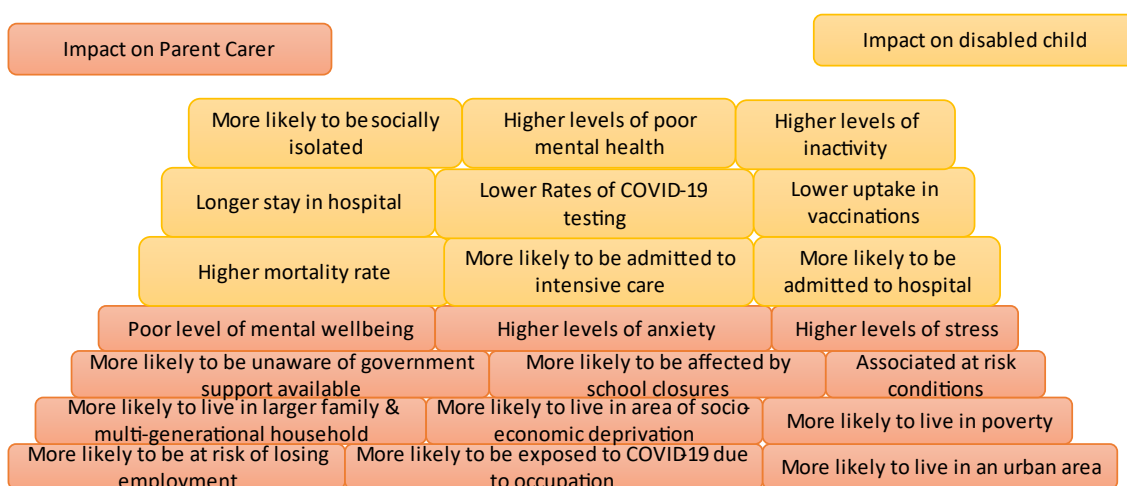 Impact on Parent Carer
Impact on disabled child
More likely to be socially
isolated
Higher levels of poor
mental health
Higher levels of
inactivity
Longer stay in hospital
Lower Rates of COVID-19
testing
Lower uptake in
vaccinations
Higher mortality rate
More likely to be admitted to
intensive care
More likely to be
admitted to hospital
Poor level of mental wellbeing
Higher levels of anxiety
Higher levels of stress
More likely to be unaware of government
support available
More likely to be affected by
school closures
Associated at risk
conditions
More likely to live in larger family &
multi-generational household
More likely to live in area of socio-
economic deprivation
More likely to live in poverty
More likely to be at risk of losing
employment
More likely to be exposed to COVID-19 due
to occupation
More likely to live in an urban area